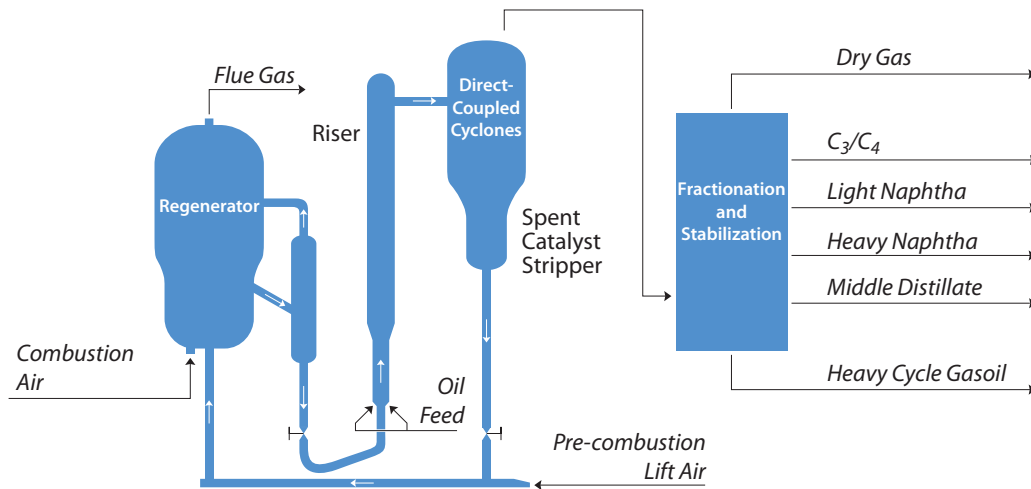 Flue Gas
Riser
Direct-
Coupled
Cyclones
Regenerator
Spent
Catalyst
Stripper
Combustion
Air
Oil
Feed
Pre-combustion
Lift Air
Fractionation
and
Stabilization
Dry Gas
C3/C4
Light Naphtha
Heavy Naphtha
Middle Distillate
Heavy Cycle Gasoil